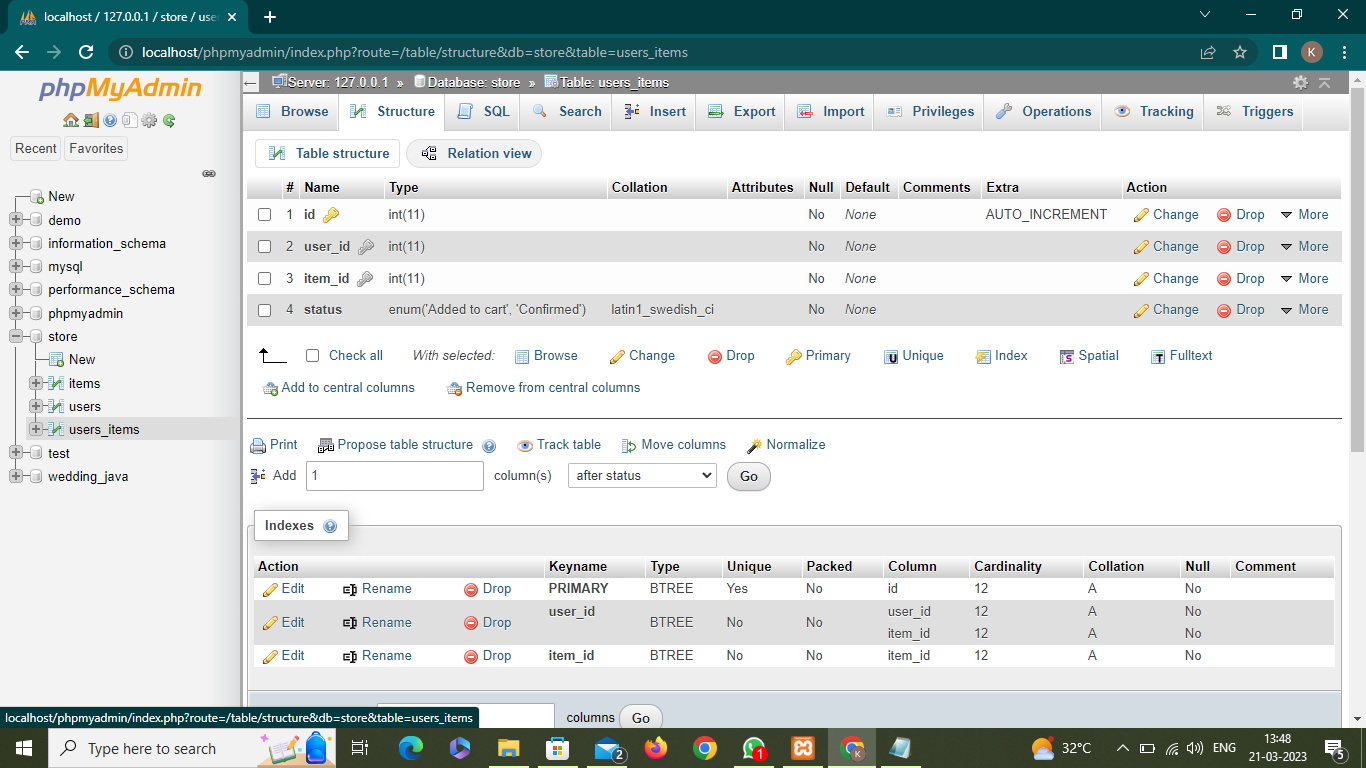 localhost / 127.0.0.1 / store / use
localhost/phpmyadmin/index.php?route=/table/structure&db=store&table=users_items
K
phpMyAdmin
Recent Favorites
New
demo
information_schema
mysql
performance_schema
phpmyadmin
store
New
items
users
users_items
test
wedding_java
Server: 127.0.0.1 » Database: store » Table: users_items
Browse Structure SQL Search Insert Export Import Privileges Operations Tracking Triggers
Table structure Relation view
# Name Type Collation Attributes Null Default Comments Extra Action
1 id int(11) No None AUTO_INCREMENT Change Drop More
2 user_id int(11) No None Change Drop More
3 item_id int(11) No None Change Drop More
4 status enum('Added to cart', 'Confirmed') latin1_swedish_ci No None Change Drop More
Check all With selected: Browse Change Drop Primary Unique Index Spatial Fulltext
Add to central columns Remove from central columns
Print Propose table structure Track table Move columns Normalize
Add 1 column(s) after status Go
Indexes
Action Keyname Type Unique Packed Column Cardinality Collation Null Comment
Edit Rename Drop PRIMARY BTREE Yes No id 12 A No
Edit Rename Drop user_id BTREE No No user_id 12 A No
item_id 12 A No
Edit Rename Drop item_id BTREE No No item_id 12 A No
columns Go
localhost/phpmyadmin/index.php?route=/table/structure&db=store&table=users_items
Type here to search
2
1
K
32°C
ENG
13:48
21-03-2023
5